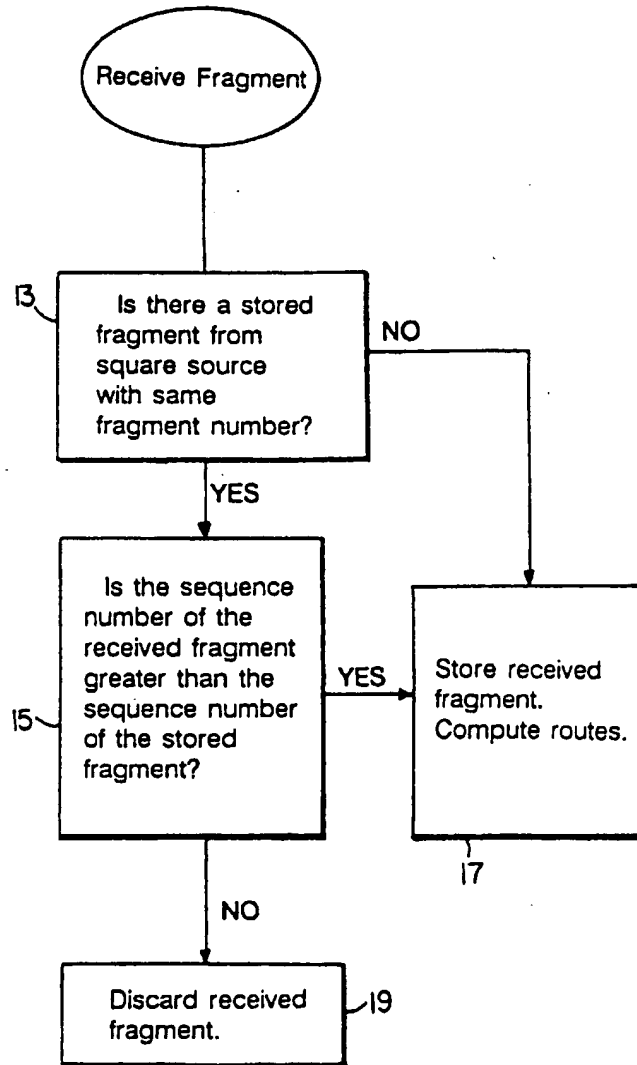 Receive Fragment
13
Is there a stored
fragment from
square source
with same
fragment number?
NO
YES
Is the sequence
number of the
received fragment
greater than the
sequence number
of the stored
fragment?
15
YES
Store received
fragment.
Compute routes.
17
NO
Discard received
fragment.
19